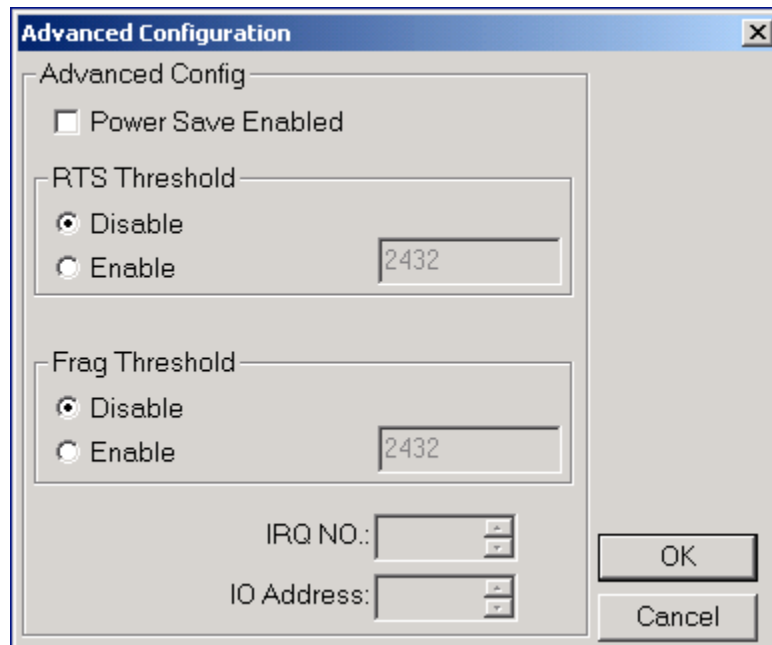 Advanced Configuration
Advanced Config
Power Save Enabled
RTS Threshold
Disable
Enable
2432
Frag Threshold
Disable
Enable
2432
IRQ NO.:
IO Address:
OK
Cancel